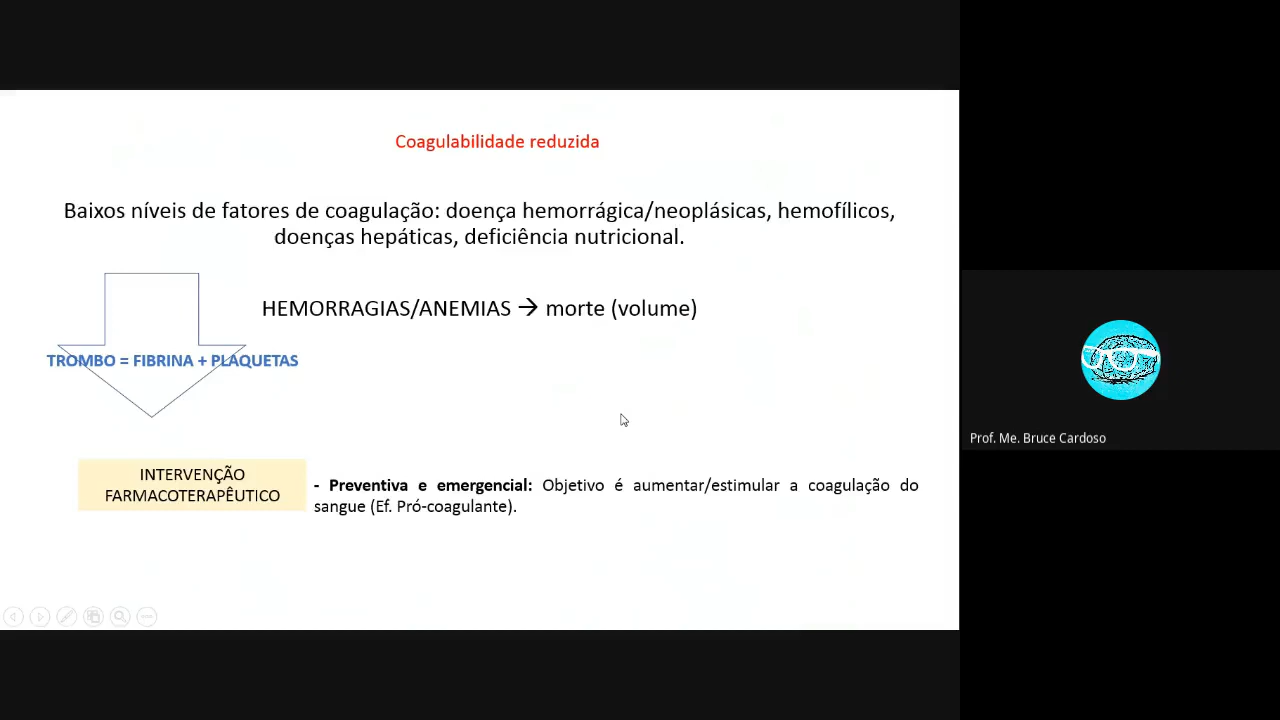 Coagulabilidade reduzida
Baixos níveis de fatores de coagulação: doença hemorrágica/neoplásicas, hemofílicos,
doenças hepáticas, deficiência nutricional.
HEMORRAGIAS/ANEMIAS → morte (volume)
TROMBO = FIBRINA + PLAQUETAS
INTERVENÇÃO
FARMACOTERAPÊUTICO
- Preventiva e emergencial: Objetivo é aumentar/estimular a coagulação do
sangue (Ef. Pró-coagulante).
Prof. Me. Bruce Cardoso